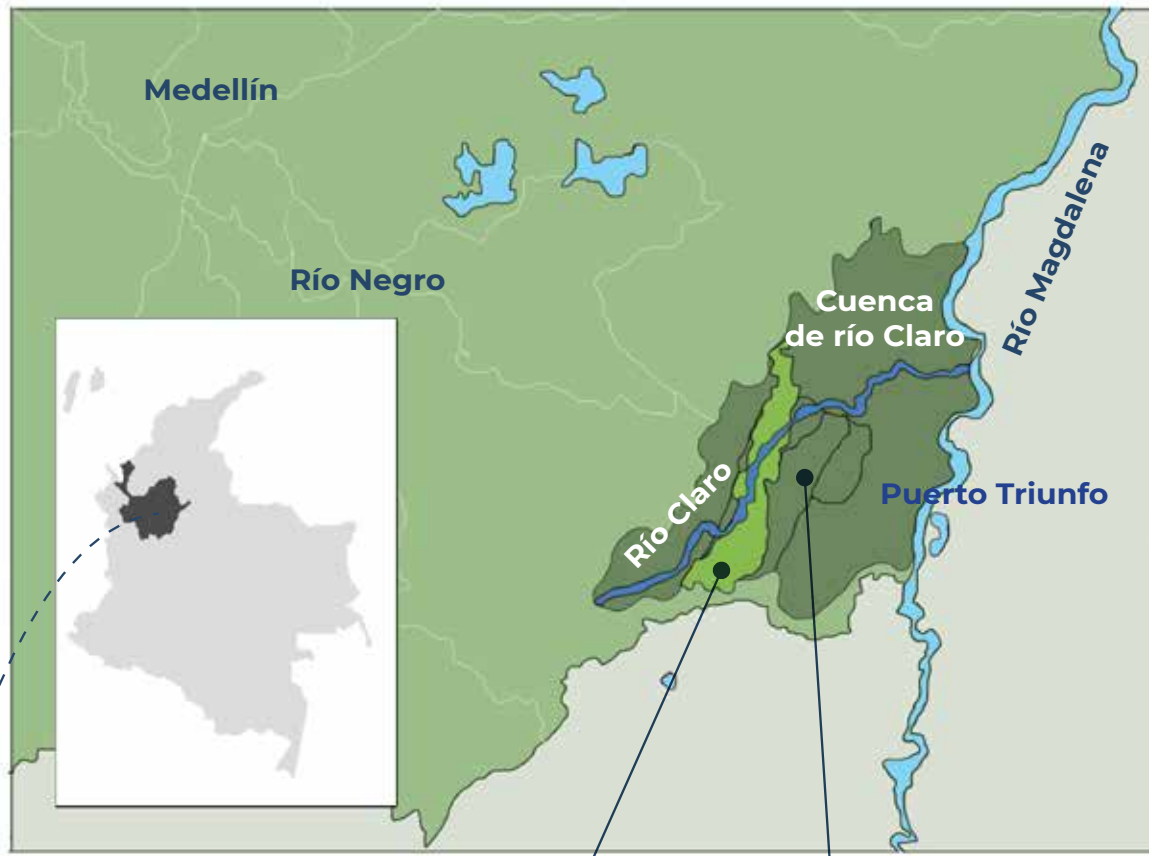 Medellín
Río Negro
Río Magdalena
Cuenca
de río Claro
Río Claro
Puerto Triunfo